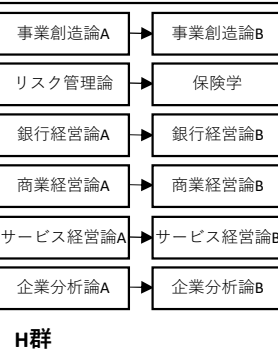 事業創造論A 事業創造論B
リスク管理論 保険学
銀行経営論A 銀行経営論B
商業経営論A 商業経営論B
サービス経営論A サービス経営論B
企業分析論A 企業分析論B
H群